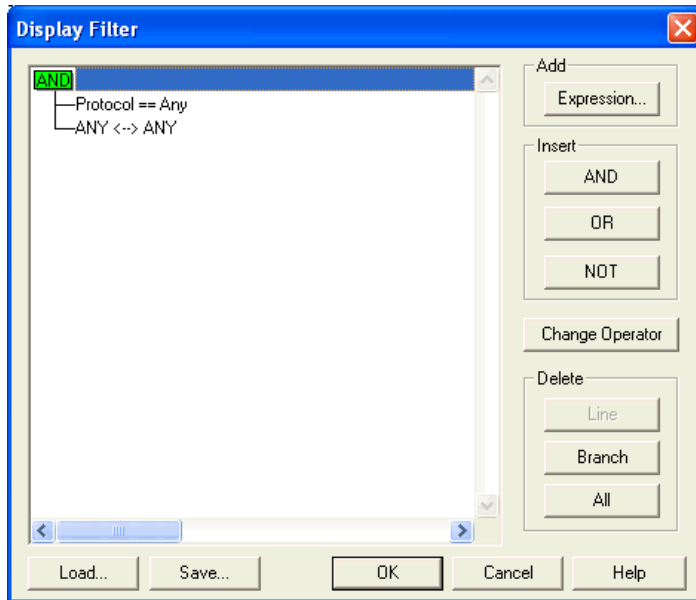 Display Filter
AND
Protocol == Any
ANY <--> ANY
Add
Expression...
Insert
AND
OR
NOT
Change Operator
Delete
Line
Branch
All
Load...
Save...
OK
Cancel
Help